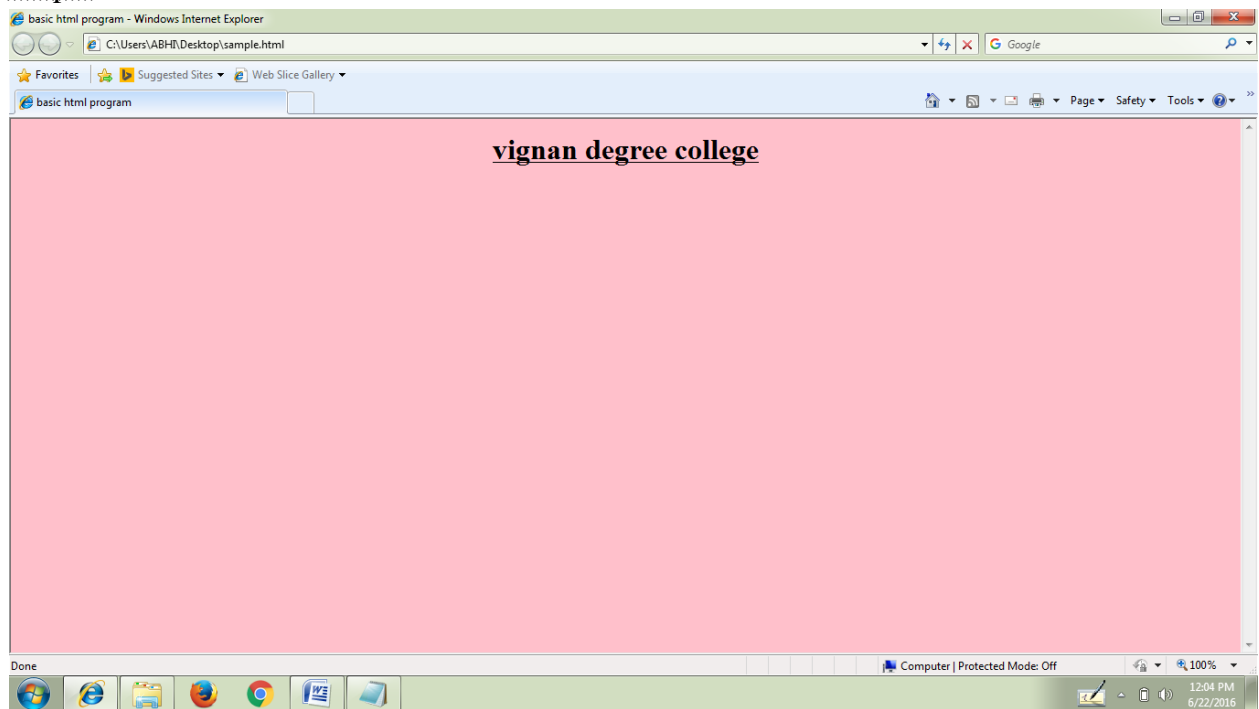 basic html program - Windows Internet Explorer
C:\Users\ABHI\Desktop\sample.html
Google
Favorites Suggested Sites Web Slice Gallery
basic html program
Page Safety Tools
vignan degree college
Done
Computer | Protected Mode: Off
100%
12:04 PM
6/22/2016